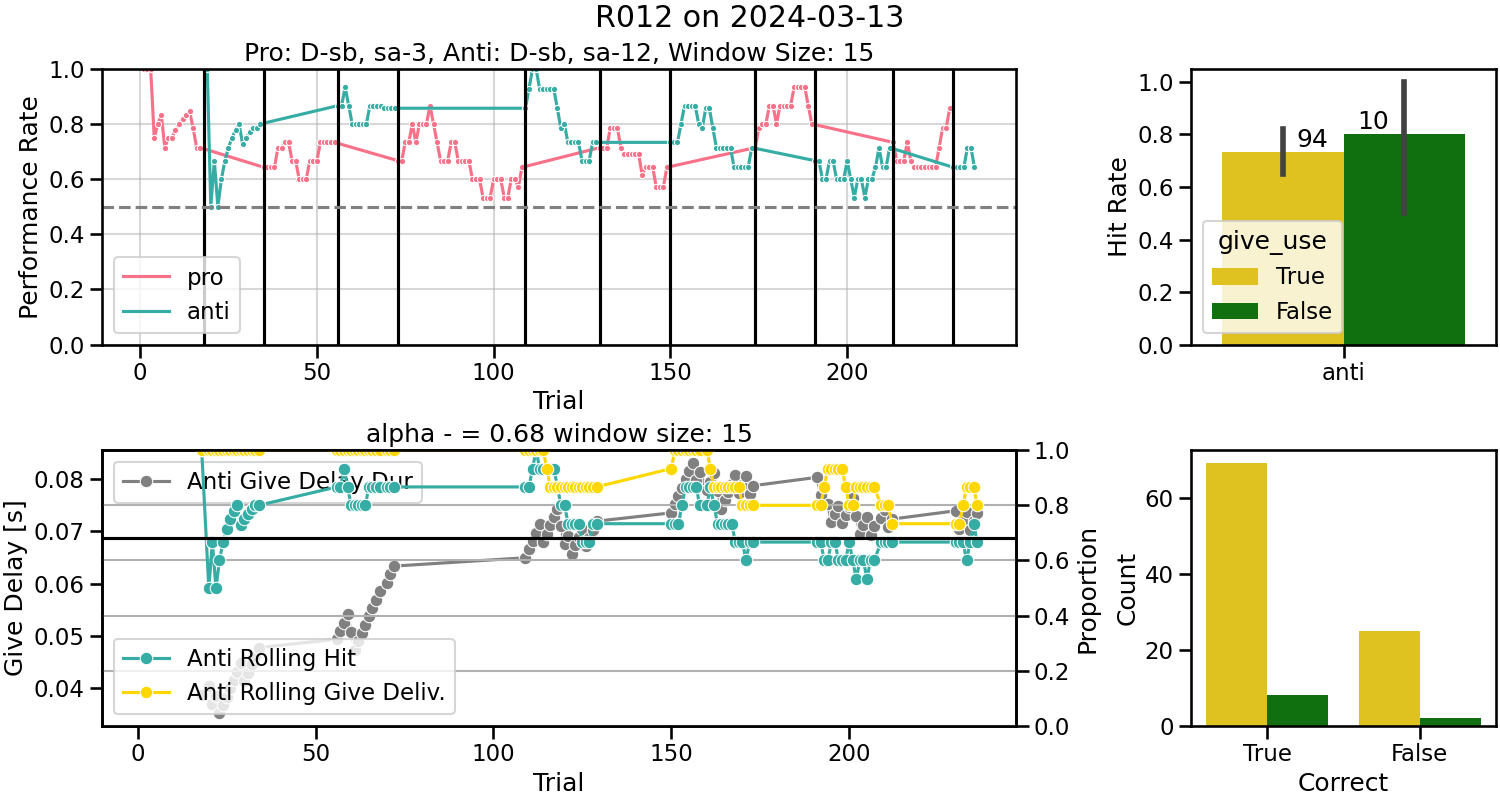 R012 on 2024-03-13
Pro: D-sb, sa-3, Anti: D-sb, sa-12, Window Size: 15
Performance Rate
1.0
0.8
0.6
0.4
0.2
0.0
pro
anti
0 50 100 150 200
Trial
Hit Rate
1.0
0.8
0.6
0.4
0.2
0.0
94
10
give_use
True
False
anti
alpha - = 0.68 window size: 15
Give Delay [s]
0.08
0.07
0.06
0.05
0.04
Anti Give Delay Dur
Anti Rolling Hit
Anti Rolling Give Deliv.
1.0
0.8
0.6
0.4
0.2
0.0
Proportion
0 50 100 150 200
Trial
Count
60
40
20
0
True False
Correct